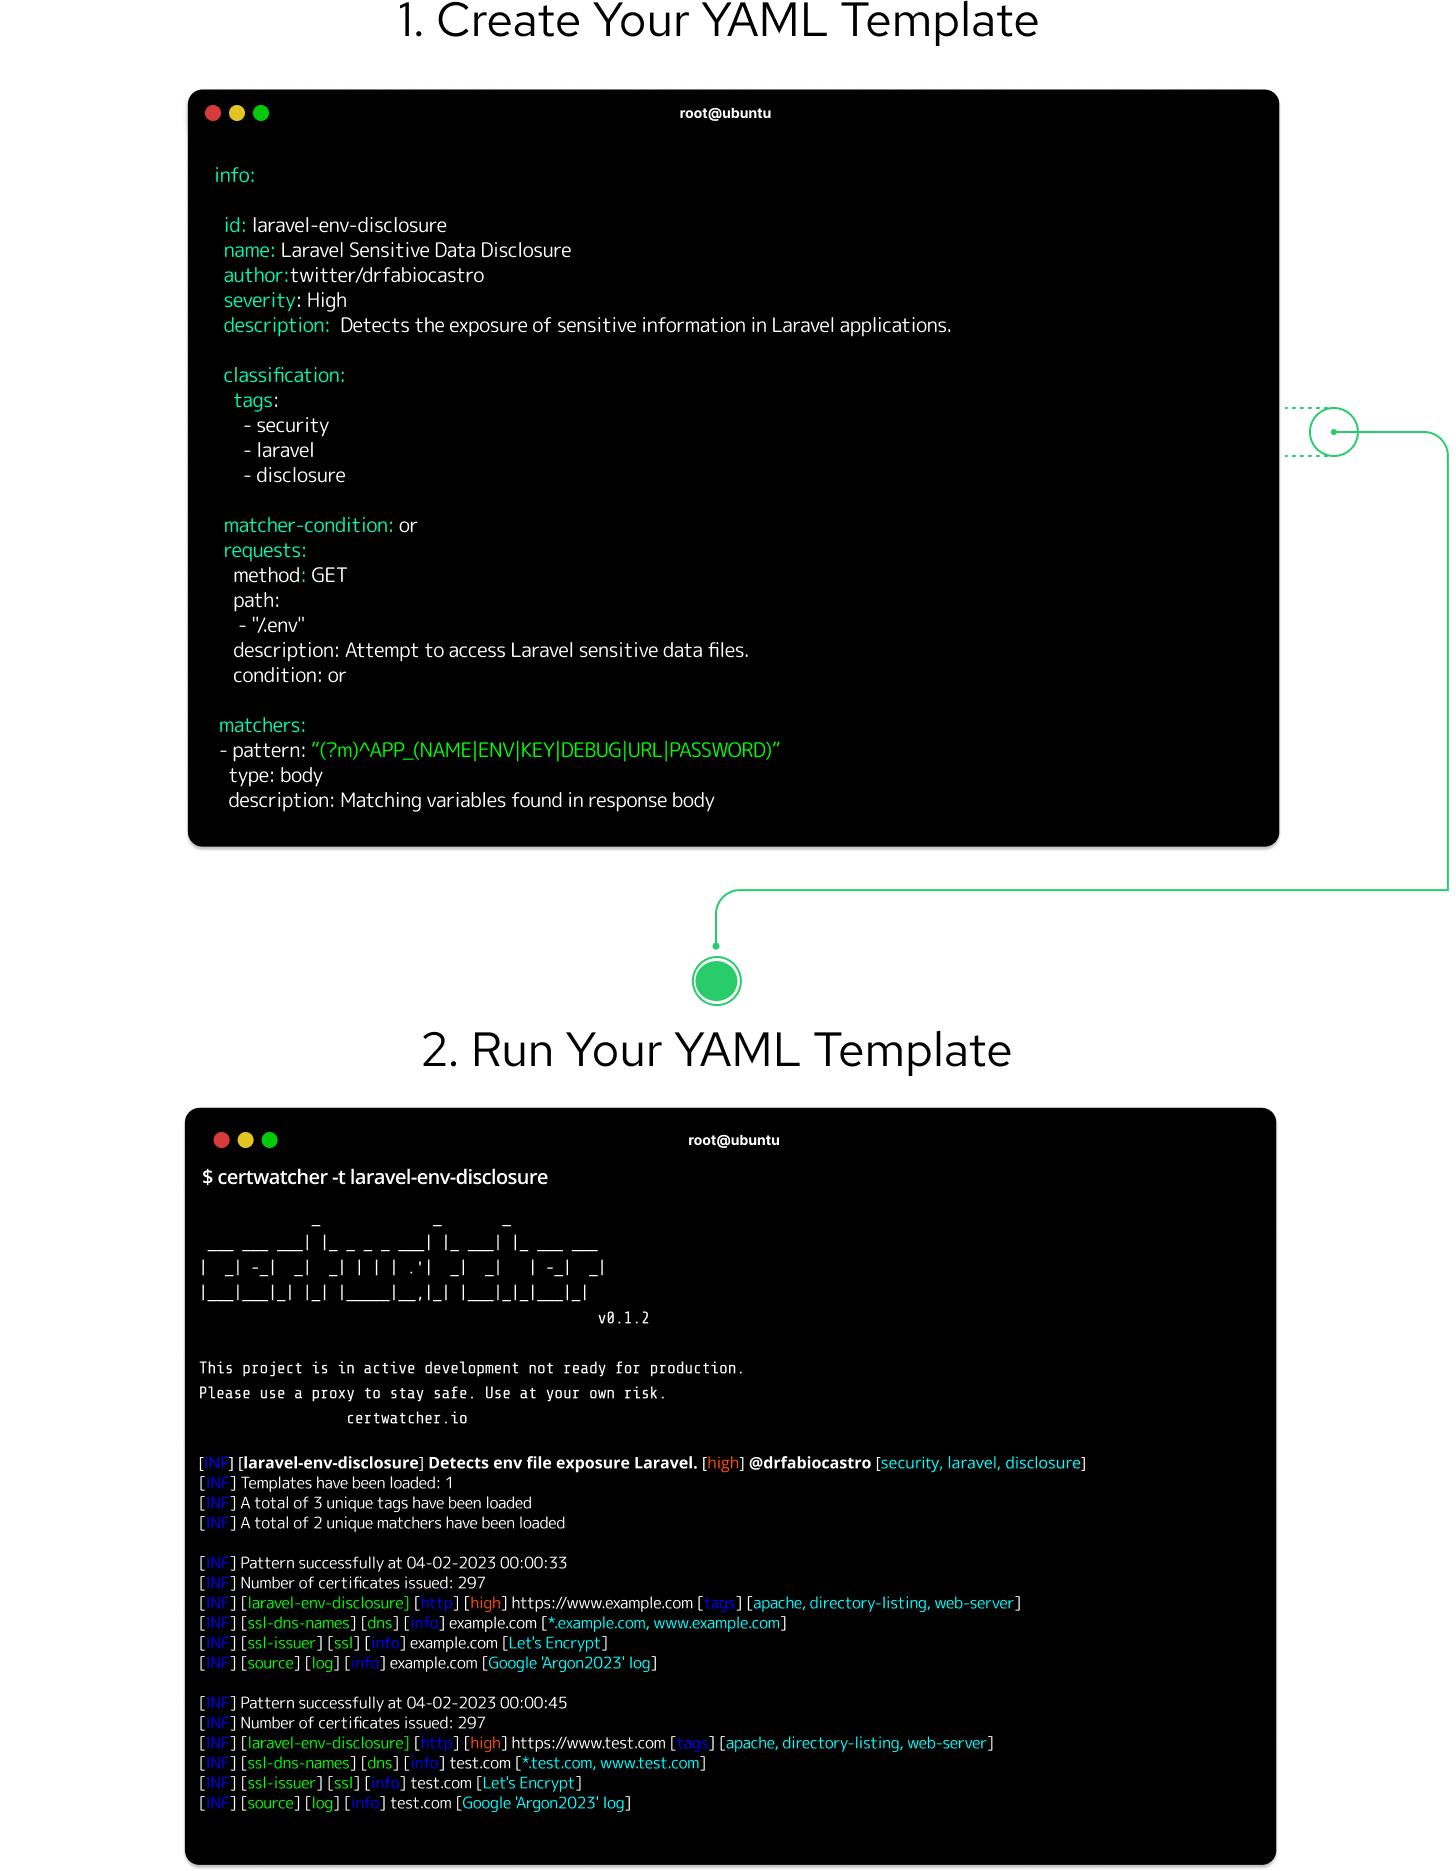 1. Create Your YAML Template
root@ubuntu
info:
id: laravel-env-disclosure
name: Laravel Sensitive Data Disclosure
author:twitter/drfabiocastro
severity: High
description:  Detects the exposure of sensitive information in Laravel applications.
classification:
tags:
- security
- laravel
- disclosure
matcher-condition: or
requests:
method: GET
path:
- "/.env"
description: Attempt to access Laravel sensitive data files.
condition: or
matchers:
- pattern: “(?m)^APP_(NAME|ENV|KEY|DEBUG|URL|PASSWORD)”
type: body
description: Matching variables found in response body
2. Run Your YAML Template
root@ubuntu
$ certwatcher -t laravel-env-disclosure
             _             _       _
 ___ ___ ___| |_ _ _ _ ___| |_ ___| |_ ___ ___
|  _| -_|  _|  _| | | | .'|  _|  _|   | -_|  _|
|___|___|_| |_| |_____|__,|_| |___|_|_|___|_|
v0.1.2
This project is in active development not ready for production.
Please use a proxy to stay safe. Use at your own risk.
certwatcher.io
[INF] [laravel-env-disclosure] Detects env file exposure Laravel. [high] @drfabiocastro [security, laravel, disclosure]
[INF] Templates have been loaded: 1
[INF] A total of 3 unique tags have been loaded
[INF] A total of 2 unique matchers have been loaded
[INF] Pattern successfully at 04-02-2023 00:00:33
[INF] Number of certificates issued: 297
[INF] [laravel-env-disclosure] [http] [high] https://www.example.com [tags] [apache, directory-listing, web-server]
[INF] [ssl-dns-names] [dns] [info] example.com [*.example.com, www.example.com]
[INF] [ssl-issuer] [ssl] [info] example.com [Let's Encrypt]
[INF] [source] [log] [info] example.com [Google 'Argon2023' log]
[INF] Pattern successfully at 04-02-2023 00:00:45
[INF] Number of certificates issued: 297
[INF] [laravel-env-disclosure] [http] [high] https://www.test.com [tags] [apache, directory-listing, web-server]
[INF] [ssl-dns-names] [dns] [info] test.com [*.test.com, www.test.com]
[INF] [ssl-issuer] [ssl] [info] test.com [Let's Encrypt]
[INF] [source] [log] [info] test.com [Google 'Argon2023' log]